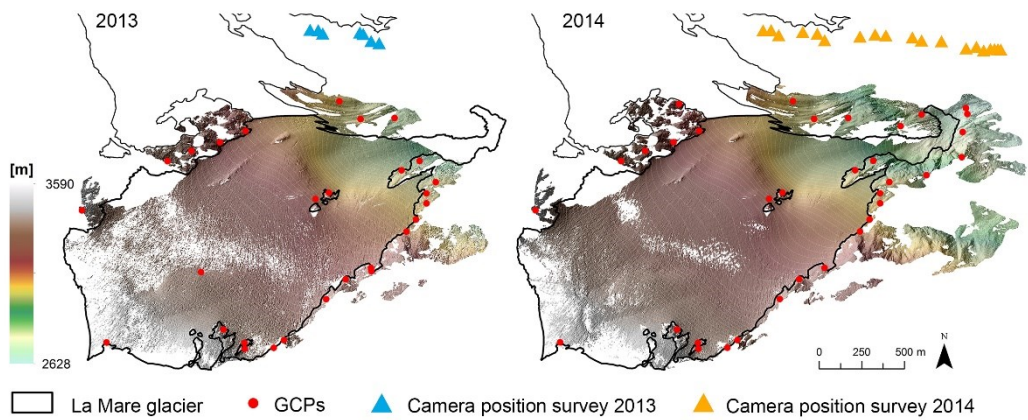 2013
2014
[m]
3590
2628
N
0 250 500 m
La Mare glacier
GCPs
Camera position survey 2013
Camera position survey 2014